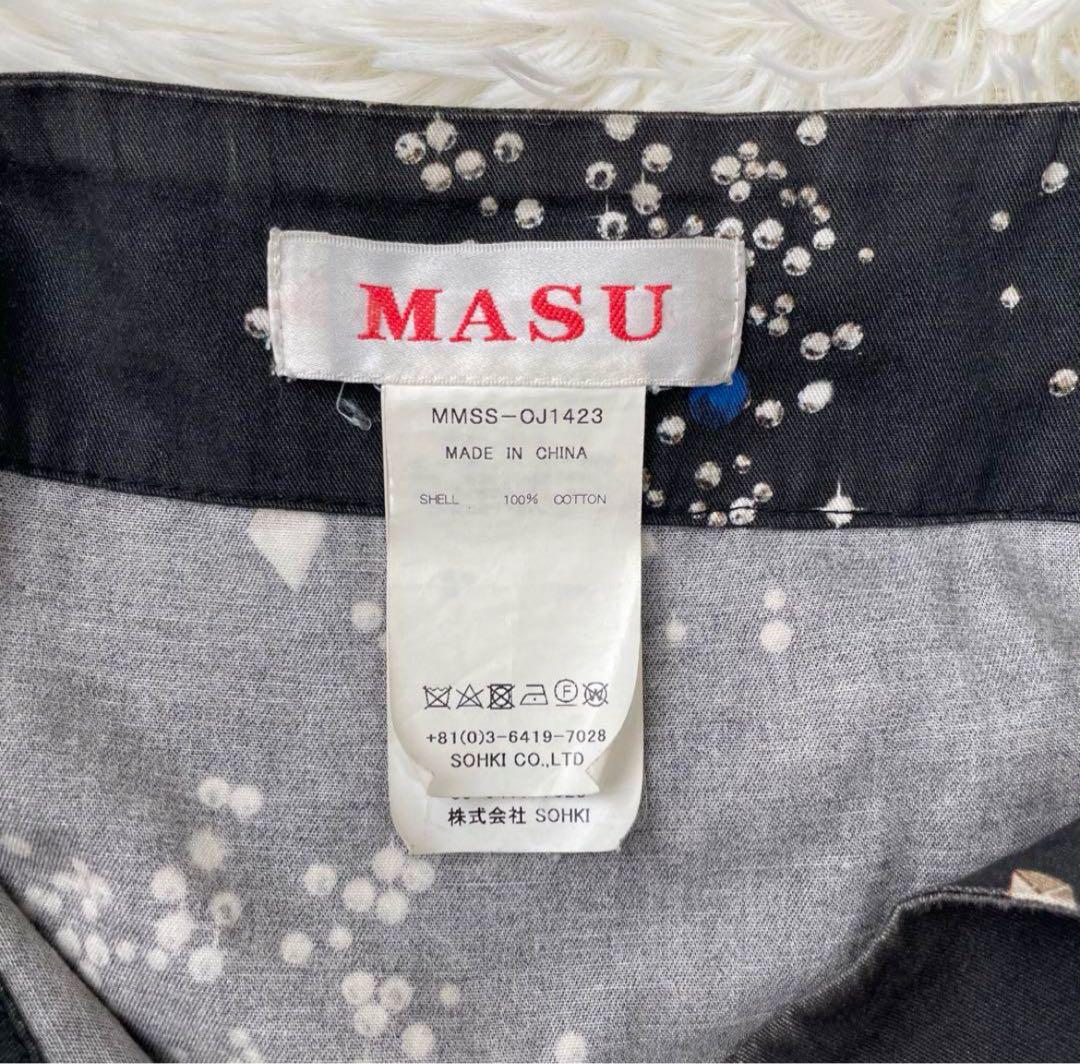 MASU
MMSS-OJ1423
MADE IN CHINA
SHELL 100% COTTON
F W
+81(0)3-6419-7028
SOHKI CO.,LTD
株式会社 SOHKI